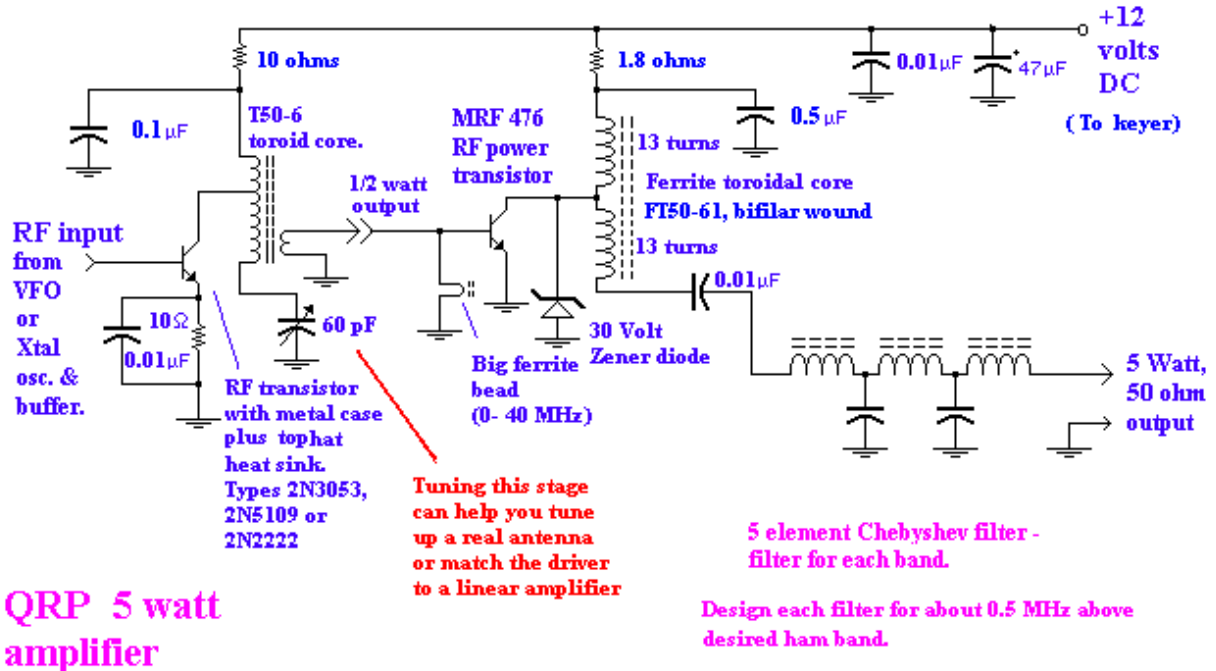 +12
volts
DC
( To keyer)
10 ohms
1.8 ohms
0.01µF
+
47µF
0.1µF
T50-6
toroid core.
MRF 476
RF power
transistor
0.5µF
13 turns
Ferrite toroidal core
FT50-61, bifilar wound
13 turns
1/2 watt
output
RF input
from
VFO
or
Xtal
osc. &
buffer.
10Ω
0.01µF
60 pF
0.01µF
30 Volt
Zener diode
Big ferrite
bead
(0- 40 MHz)
RF transistor
with metal case
plus tophat
heat sink.
Types 2N3053,
2N5109 or
2N2222
5 Watt,
50 ohm
output
Tuning this stage
can help you tune
up a real antenna
or match the driver
to a linear amplifier
5 element Chebyshev filter -
filter for each band.
Design each filter for about 0.5 MHz above
desired ham band.
QRP 5 watt
amplifier